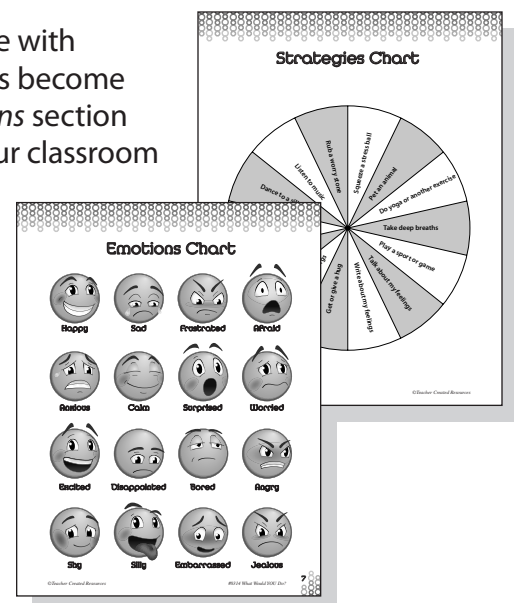 e with
s become
ns section
ur classroom
Strategies Chart
Rub a worry stone
Squeeze a stress ball
Pet an animal
Do yoga or another exercise
Take deep breaths
Play a sport or game
Talk about my feelings
Write about my feelings
Get or give a hug
Listen to music
Dance to a
©Teacher Created Resources
Emotions Chart
Happy Sad Frustrated Afraid
Anxious Calm Surprised Worried
Excited Disappointed Bored Angry
Shy Silly Embarrassed Jealous
©Teacher Created Resources
What Would YOU Do?
7